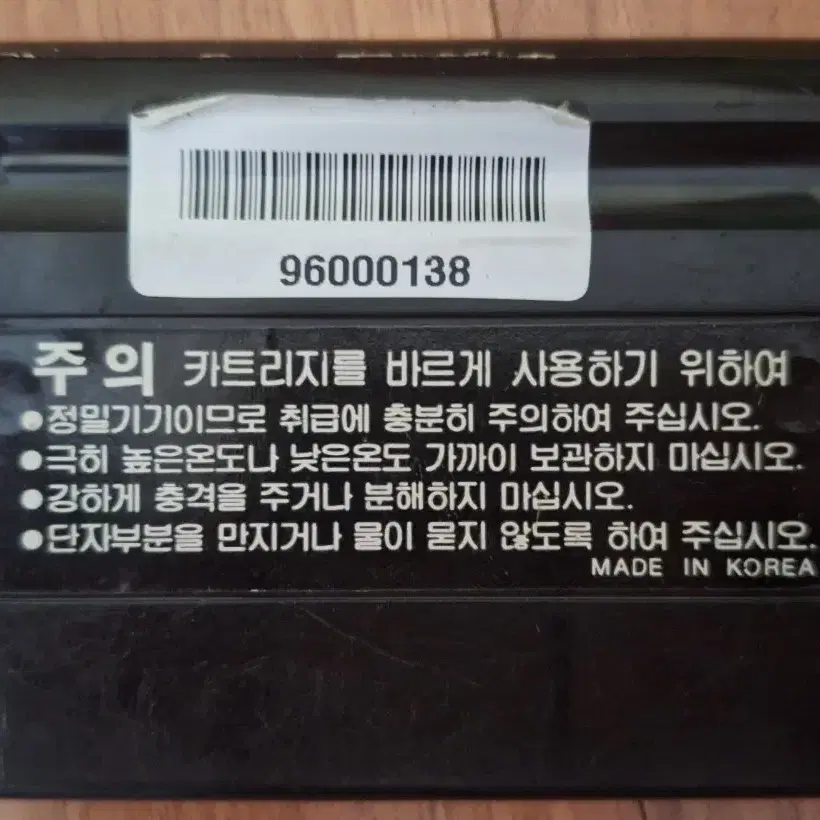 96000138
주의 카트리지를 바르게 사용하기 위하여
●정밀기기이므로 취급에 충분히 주의하여 주십시오.
●극히 높은온도나 낮은온도 가까이 보관하지 마십시오.
●강하게 충격을 주거나 분해하지 마십시오.
●단자부분을 만지거나 물이 묻지 않도록 하여 주십시오.
MADE IN KOREA